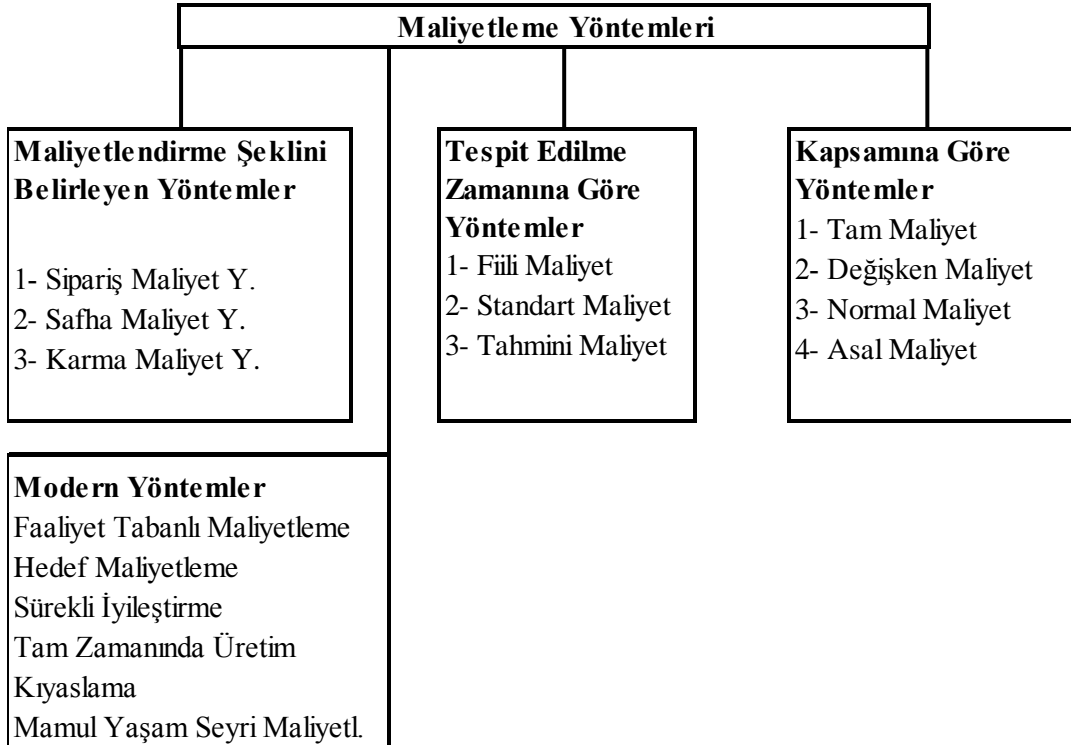 Maliyetleme Yöntemleri
Maliyetlendirme Şeklini
Belirleyen Yöntemler
1- Sipariş Maliyet Y.
2- Safha Maliyet Y.
3- Karma Maliyet Y.
Tespit Edilme
Zamanına Göre
Yöntemler
1- Fiili Maliyet
2- Standart Maliyet
3- Tahmini Maliyet
Kapsamına Göre
Yöntemler
1- Tam Maliyet
2- Değişken Maliyet
3- Normal Maliyet
4- Asal Maliyet
Modern Yöntemler
Faaliyet Tabanlı Maliyetleme
Hedef Maliyetleme
Sürekli İyileştirme
Tam Zamanında Üretim
Kıyaslama
Mamul Yaşam Seyri Maliyetl.